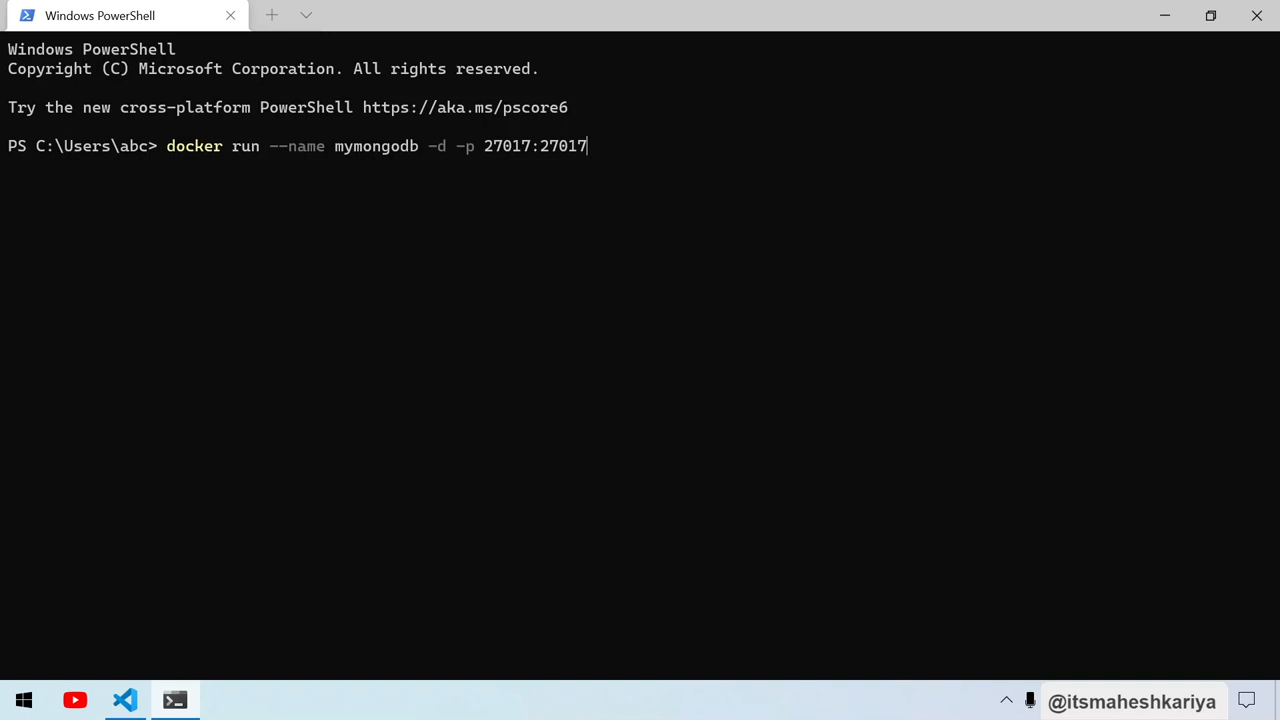 Windows PowerShell
Windows PowerShell
Copyright (C) Microsoft Corporation. All rights reserved.
Try the new cross-platform PowerShell https://aka.ms/pscore6
PS C:\Users\abc> docker run --name mymongodb -d -p 27017:27017
@itsmaheshkariya